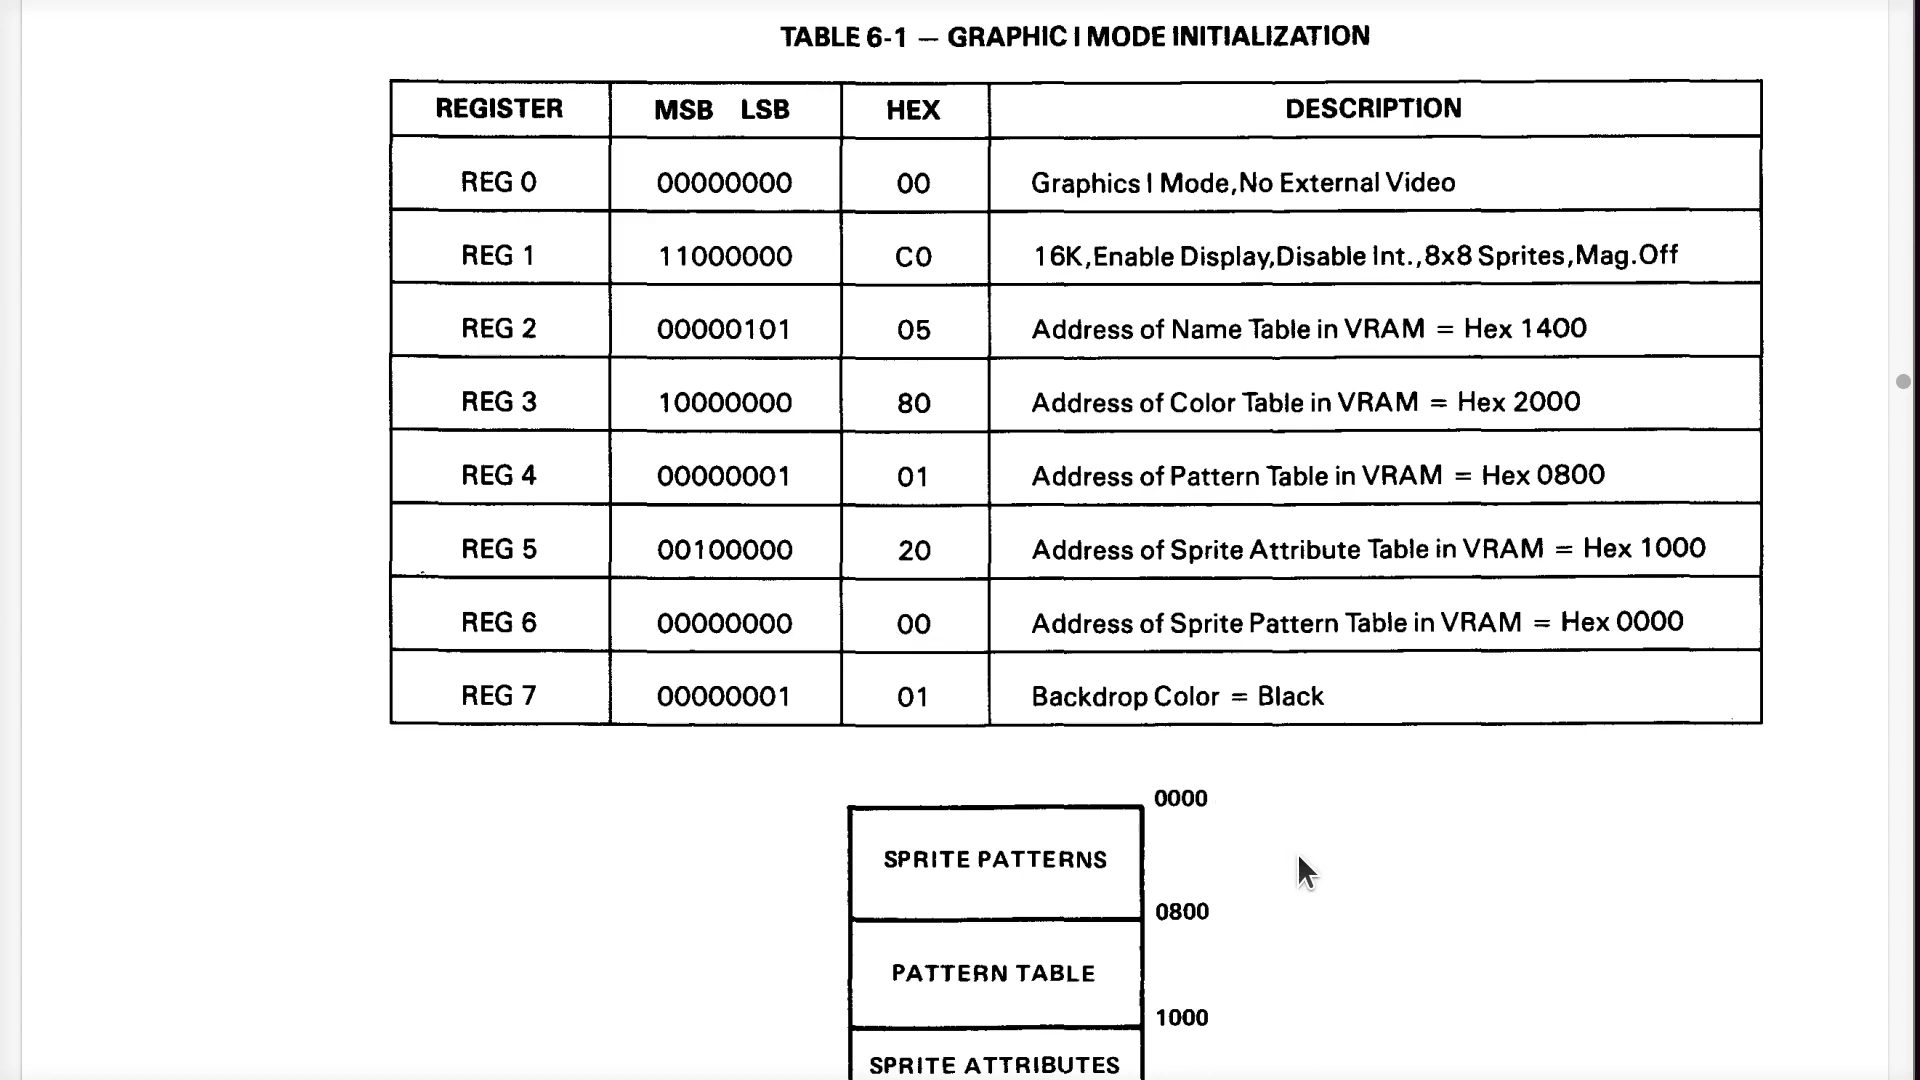 TABLE 6-1 — GRAPHIC I MODE INITIALIZATION
REGISTER MSB LSB HEX DESCRIPTION
REG 0 00000000 00 Graphics I Mode,No External Video
REG 1 11000000 C0 16K,Enable Display,Disable Int.,8x8 Sprites,Mag.Off
REG 2 00000101 05 Address of Name Table in VRAM = Hex 1400
REG 3 10000000 80 Address of Color Table in VRAM = Hex 2000
REG 4 00000001 01 Address of Pattern Table in VRAM = Hex 0800
REG 5 00100000 20 Address of Sprite Attribute Table in VRAM = Hex 1000
REG 6 00000000 00 Address of Sprite Pattern Table in VRAM = Hex 0000
REG 7 00000001 01 Backdrop Color = Black
0000
SPRITE PATTERNS
0800
PATTERN TABLE
1000
SPRITE ATTRIBUTES